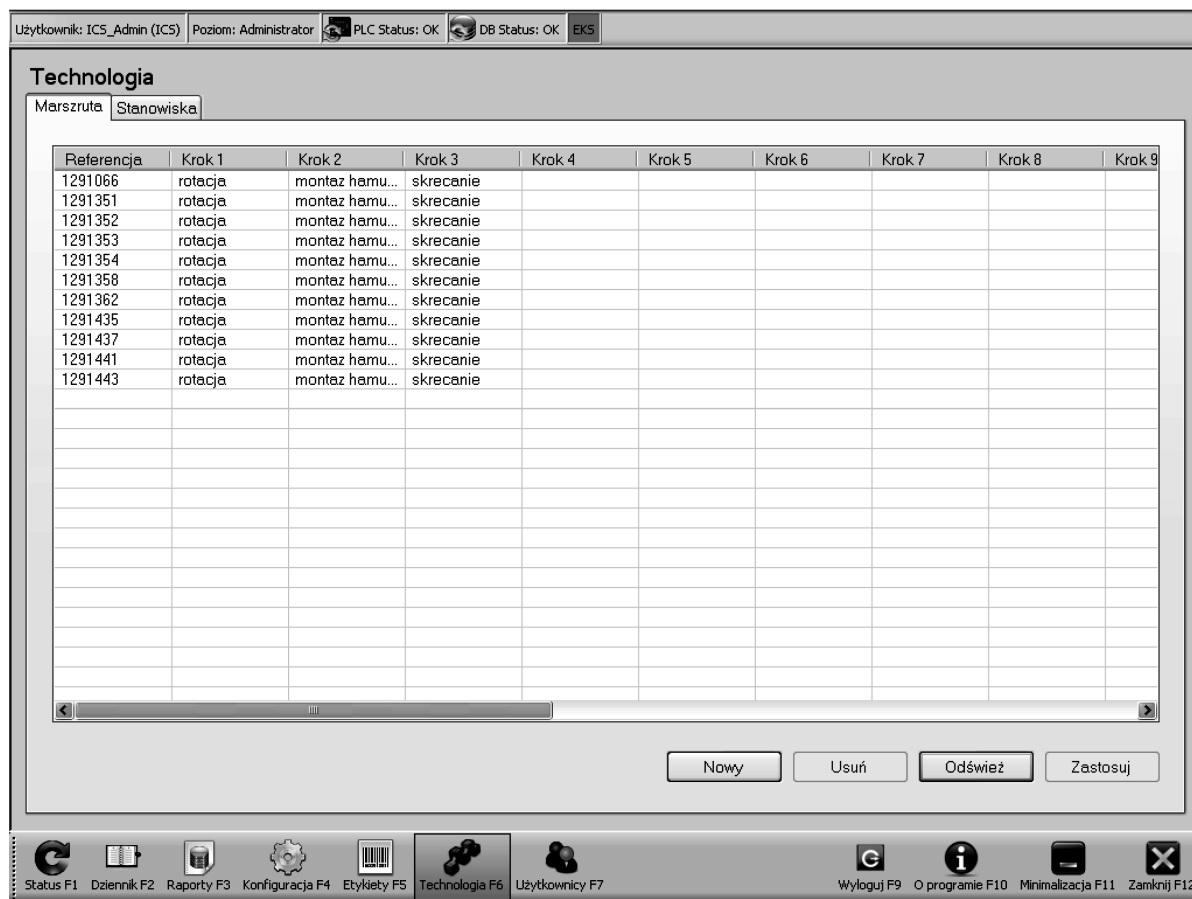 Użytkownik: ICS_Admin (ICS) Poziom: Administrator PLC Status: OK DB Status: OK EKS
Technologia
Marszruta Stanowiska
Referencja Krok 1 Krok 2 Krok 3 Krok 4 Krok 5 Krok 6 Krok 7 Krok 8 Krok 9
1291066 rotacja montaz hamu... skrecanie
1291351 rotacja montaz hamu... skrecanie
1291352 rotacja montaz hamu... skrecanie
1291353 rotacja montaz hamu... skrecanie
1291354 rotacja montaz hamu... skrecanie
1291358 rotacja montaz hamu... skrecanie
1291362 rotacja montaz hamu... skrecanie
1291435 rotacja montaz hamu... skrecanie
1291437 rotacja montaz hamu... skrecanie
1291441 rotacja montaz hamu... skrecanie
1291443 rotacja montaz hamu... skrecanie
Nowy Usuń Odśwież Zastosuj
Status F1 Dziennik F2 Raporty F3 Konfiguracja F4 Etykiety F5 Technologia F6 Użytkownicy F7 Wyloguj F9 O programie F10 Minimalizacja F11 Zamknij F12